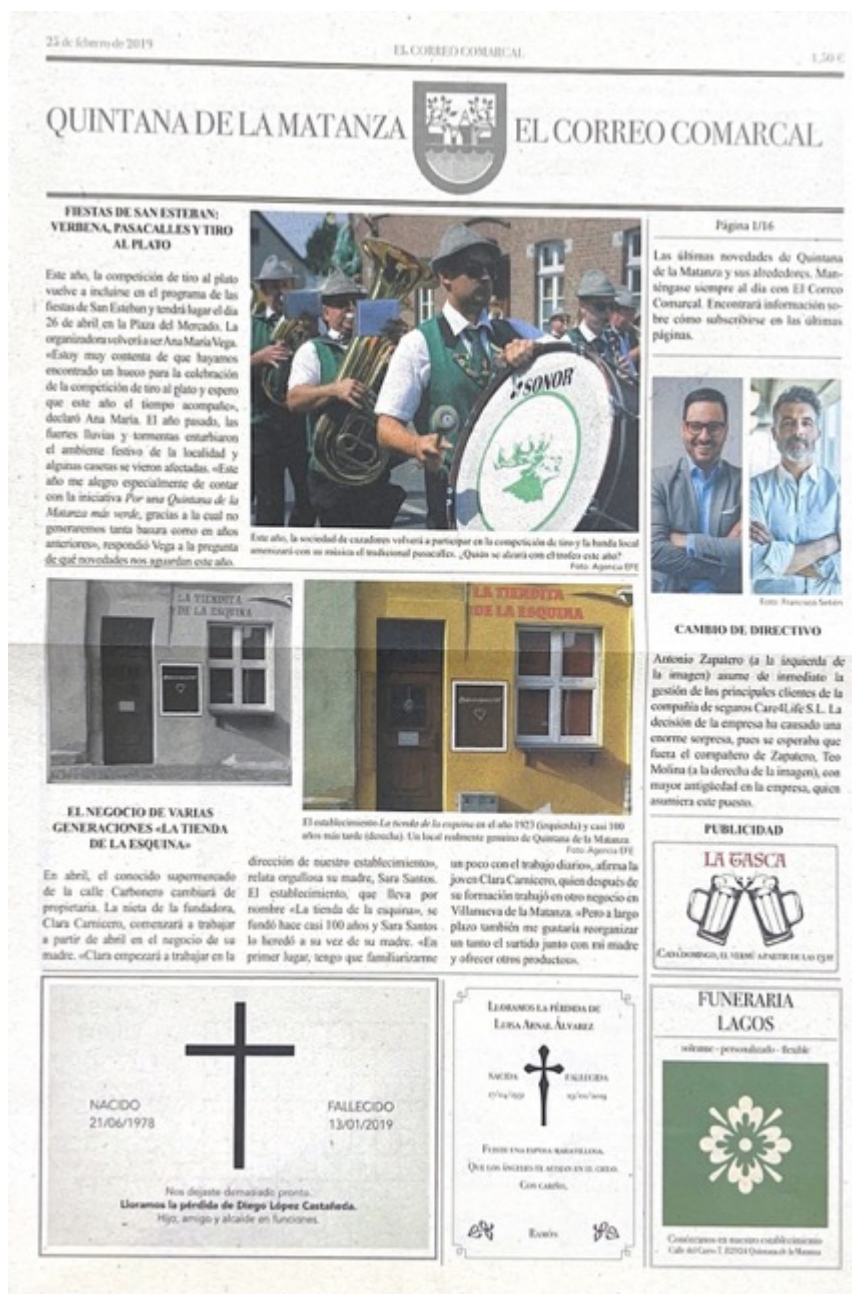 25 de febrero de 2019
EL CORREO COMARCAL
1,50 €
QUINTANA DE LA MATANZA
EL CORREO COMARCAL
FIESTAS DE SAN ESTEBAN:
VERBENA, PASACALLES Y TIRO
AL PLATO
Este año, la competición de tiro al plato
vuelve a incluirse en el programa de las
fiestas de San Esteban y tendrá lugar el día
26 de abril en la Plaza del Mercado. La
organizadora volverá a ser Ana María Vega.
«Estoy muy contenta de que hayamos
encontrado un hueco para la celebración
de la competición de tiro al plato y espero
que este año el tiempo acompañe»,
declaró Ana María. El año pasado, las
fuertes lluvias y tormentas enturbiaron
el ambiente festivo de la localidad y
algunas casetas se vieron afectadas. «Este
año me alegro especialmente de contar
con la iniciativa Por una Quintana de la
Matanza más verde, gracias a la cual no
generaremos tanta basura como en años
anteriores», respondió Vega a la pregunta
de qué novedades nos aguardan este año.
SONOR
Este año, la sociedad de cazadores volverá a participar en la competición de tiro y la banda local
amenizará con su música el tradicional pasacalles. ¿Quién se alzará con el trofeo este año?
Foto: Agencia EFE
Página 1/16
Las últimas novedades de Quintana
de la Matanza y sus alrededores. Man-
téngase siempre al día con El Correo
Comarcal. Encontrará información so-
bre cómo subscribirse en las últimas
páginas.
Foto: Francisco
CAMBIO DE DIRECTIVO
Antonio Zapatero (a la izquierda de
la imagen) asume de inmediato la
gestión de los principales clientes de la
compañía de seguros Care4Life S.L. La
decisión de la empresa ha causado una
enorme sorpresa, pues se esperaba que
fuera el compañero de Zapatero, Teo
Molina (a la derecha de la imagen), con
mayor antigüedad en la empresa, quien
asumiera este puesto.
LA TIENDITA
DE LA ESQUINA
LA TIENDITA
DE LA ESQUINA
El establecimiento La tienda de la esquina en el año 1923 (izquierda) y casi 100
años más tarde (derecha). Un local realmente genuino de Quintana de la Matanza.
Foto: Agencia EFE
EL NEGOCIO DE VARIAS
GENERACIONES «LA TIENDA
DE LA ESQUINA»
En abril, el conocido supermercado
de la calle Carbonero cambiará de
propietaria. La nieta de la fundadora,
Clara Carnicero, comenzará a trabajar
a partir de abril en el negocio de su
madre. «Clara empezará a trabajar en la
dirección de nuestro establecimiento»,
relata orgullosa su madre, Sara Santos.
El establecimiento, que lleva por
nombre «La tienda de la esquina», se
fundó hace casi 100 años y Sara Santos
lo heredó a su vez de su madre. «En
primer lugar, tengo que familiarizarme
un poco con el trabajo diario», afirma la
joven Clara Carnicero, quien después de
su formación trabajó en otro negocio en
Villanueva de la Matanza. «Pero a largo
plazo también me gustaría reorganizar
un tanto el surtido junto con mi madre
y ofrecer otros productos».
PUBLICIDAD
LA TASCA
¡CADA DOMINGO, EL VERMÚ A PARTIR DE LAS
NACIDO
21/06/1978
FALLECIDO
13/01/2019
Nos dejaste demasiado pronto.
Lloramos la pérdida de Diego López Castañeda.
Hijo, amigo y alcalde en funciones.
LLORAMOS LA PÉRDIDA DE
LUISA ARNAL ÁLVAREZ
NACIDA
FALLECIDA
FUISTE UNA ESPOSA MARAVILLOSA.
QUE LOS ÁNGELES TE ACOJAN EN EL CIELO.
CON CARIÑO,
RAMÓN
FUNERARIA
LAGOS
solemne - personalizado - flexible
Conózcanos en nuestro establecimiento
Quintana de la Matanza